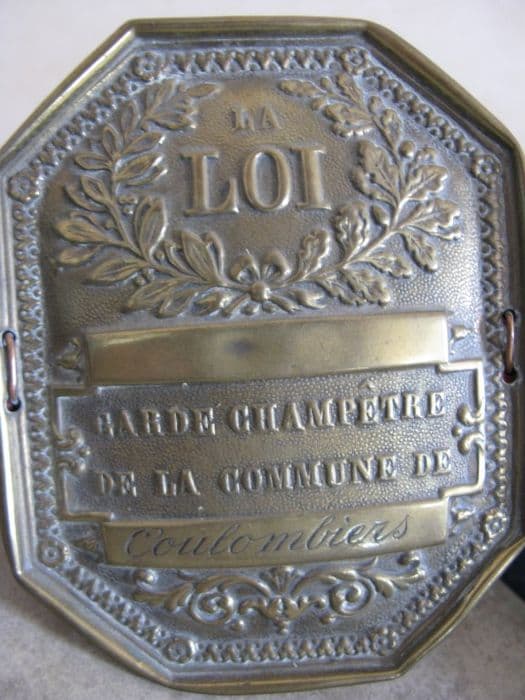 LA
LOI
GARDE CHAMPÊTRE
DE LA COMMUNE DE
Coulombiers